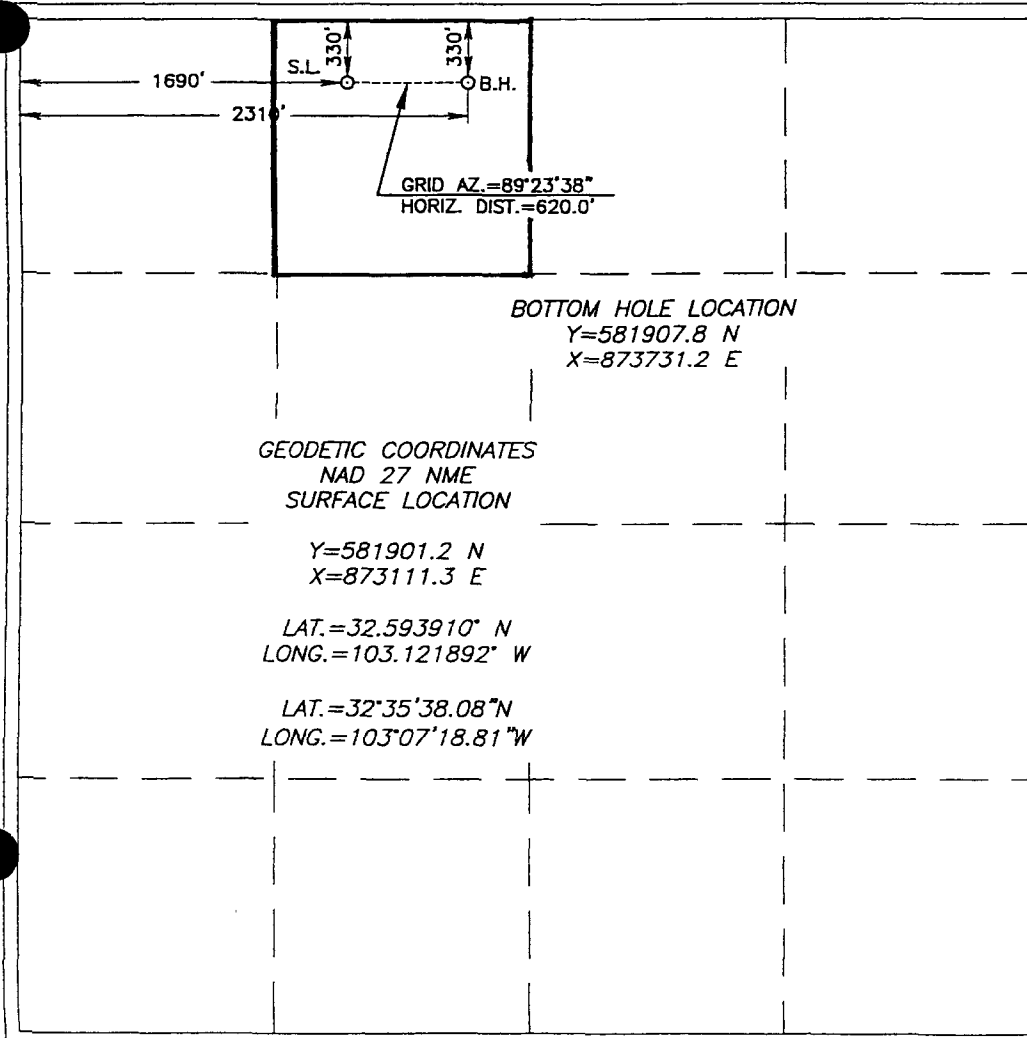 330'
330'
S.L.
B.H.
1690'
2310'
GRID AZ.=89°23'38"
HORIZ. DIST.=620.0'
BOTTOM HOLE LOCATION
Y=581907.8 N
X=873731.2 E
GEODETIC COORDINATES
NAD 27 NME
SURFACE LOCATION
Y=581901.2 N
X=873111.3 E
LAT.=32.593910° N
LONG.=103.121892° W
LAT.=32°35'38.08"N
LONG.=103°07'18.81"W